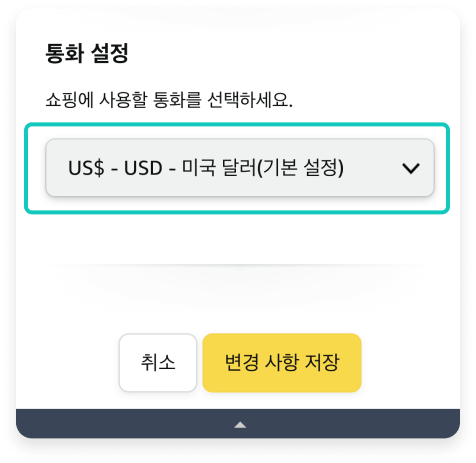 통화 설정
쇼핑에 사용할 통화를 선택하세요.
US$ - USD - 미국 달러(기본 설정)
취소
변경 사항 저장